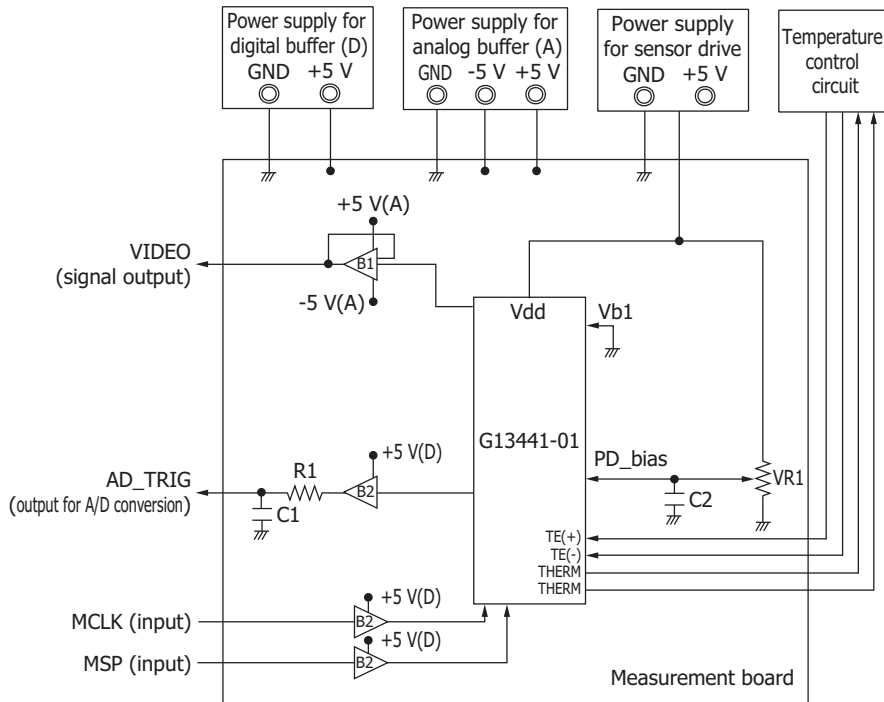 Power supply for
digital buffer (D)
GND +5 V
Power supply for
analog buffer (A)
GND -5 V +5 V
Power supply
for sensor drive
GND +5 V
Temperature
control
circuit
+5 V(A)
VIDEO
(signal output)
B1
-5 V(A)
Vdd
Vb1
G13441-01
+5 V(D)
AD_TRIG
(output for A/D conversion)
R1
B2
C1
PD_bias
VR1
C2
TE(+)
TE(-)
THERM
THERM
+5 V(D)
MCLK (input)
B2
+5 V(D)
MSP (input)
B2
Measurement board